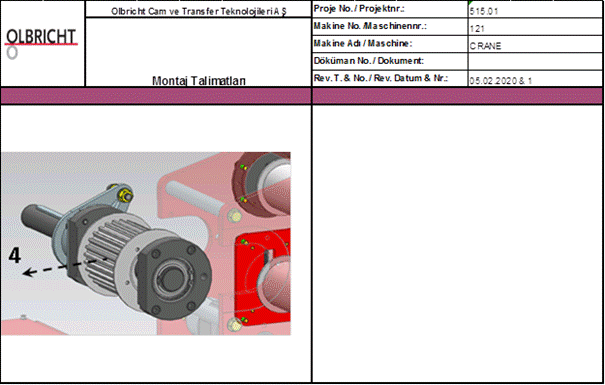 OLBRICHT
Olbricht Cam ve Transfer Teknolojileri A Ş
Montaj Talimatları
Proje No. / Projektnr.: 515.01
Makine No. /Maschinennr.: 121
Makine Adı / Maschine: CRANE
Döküman No. / Dokument:
Rev. T. & No. / Rev. Datum & Nr.: 05.02.2020 & 1
4